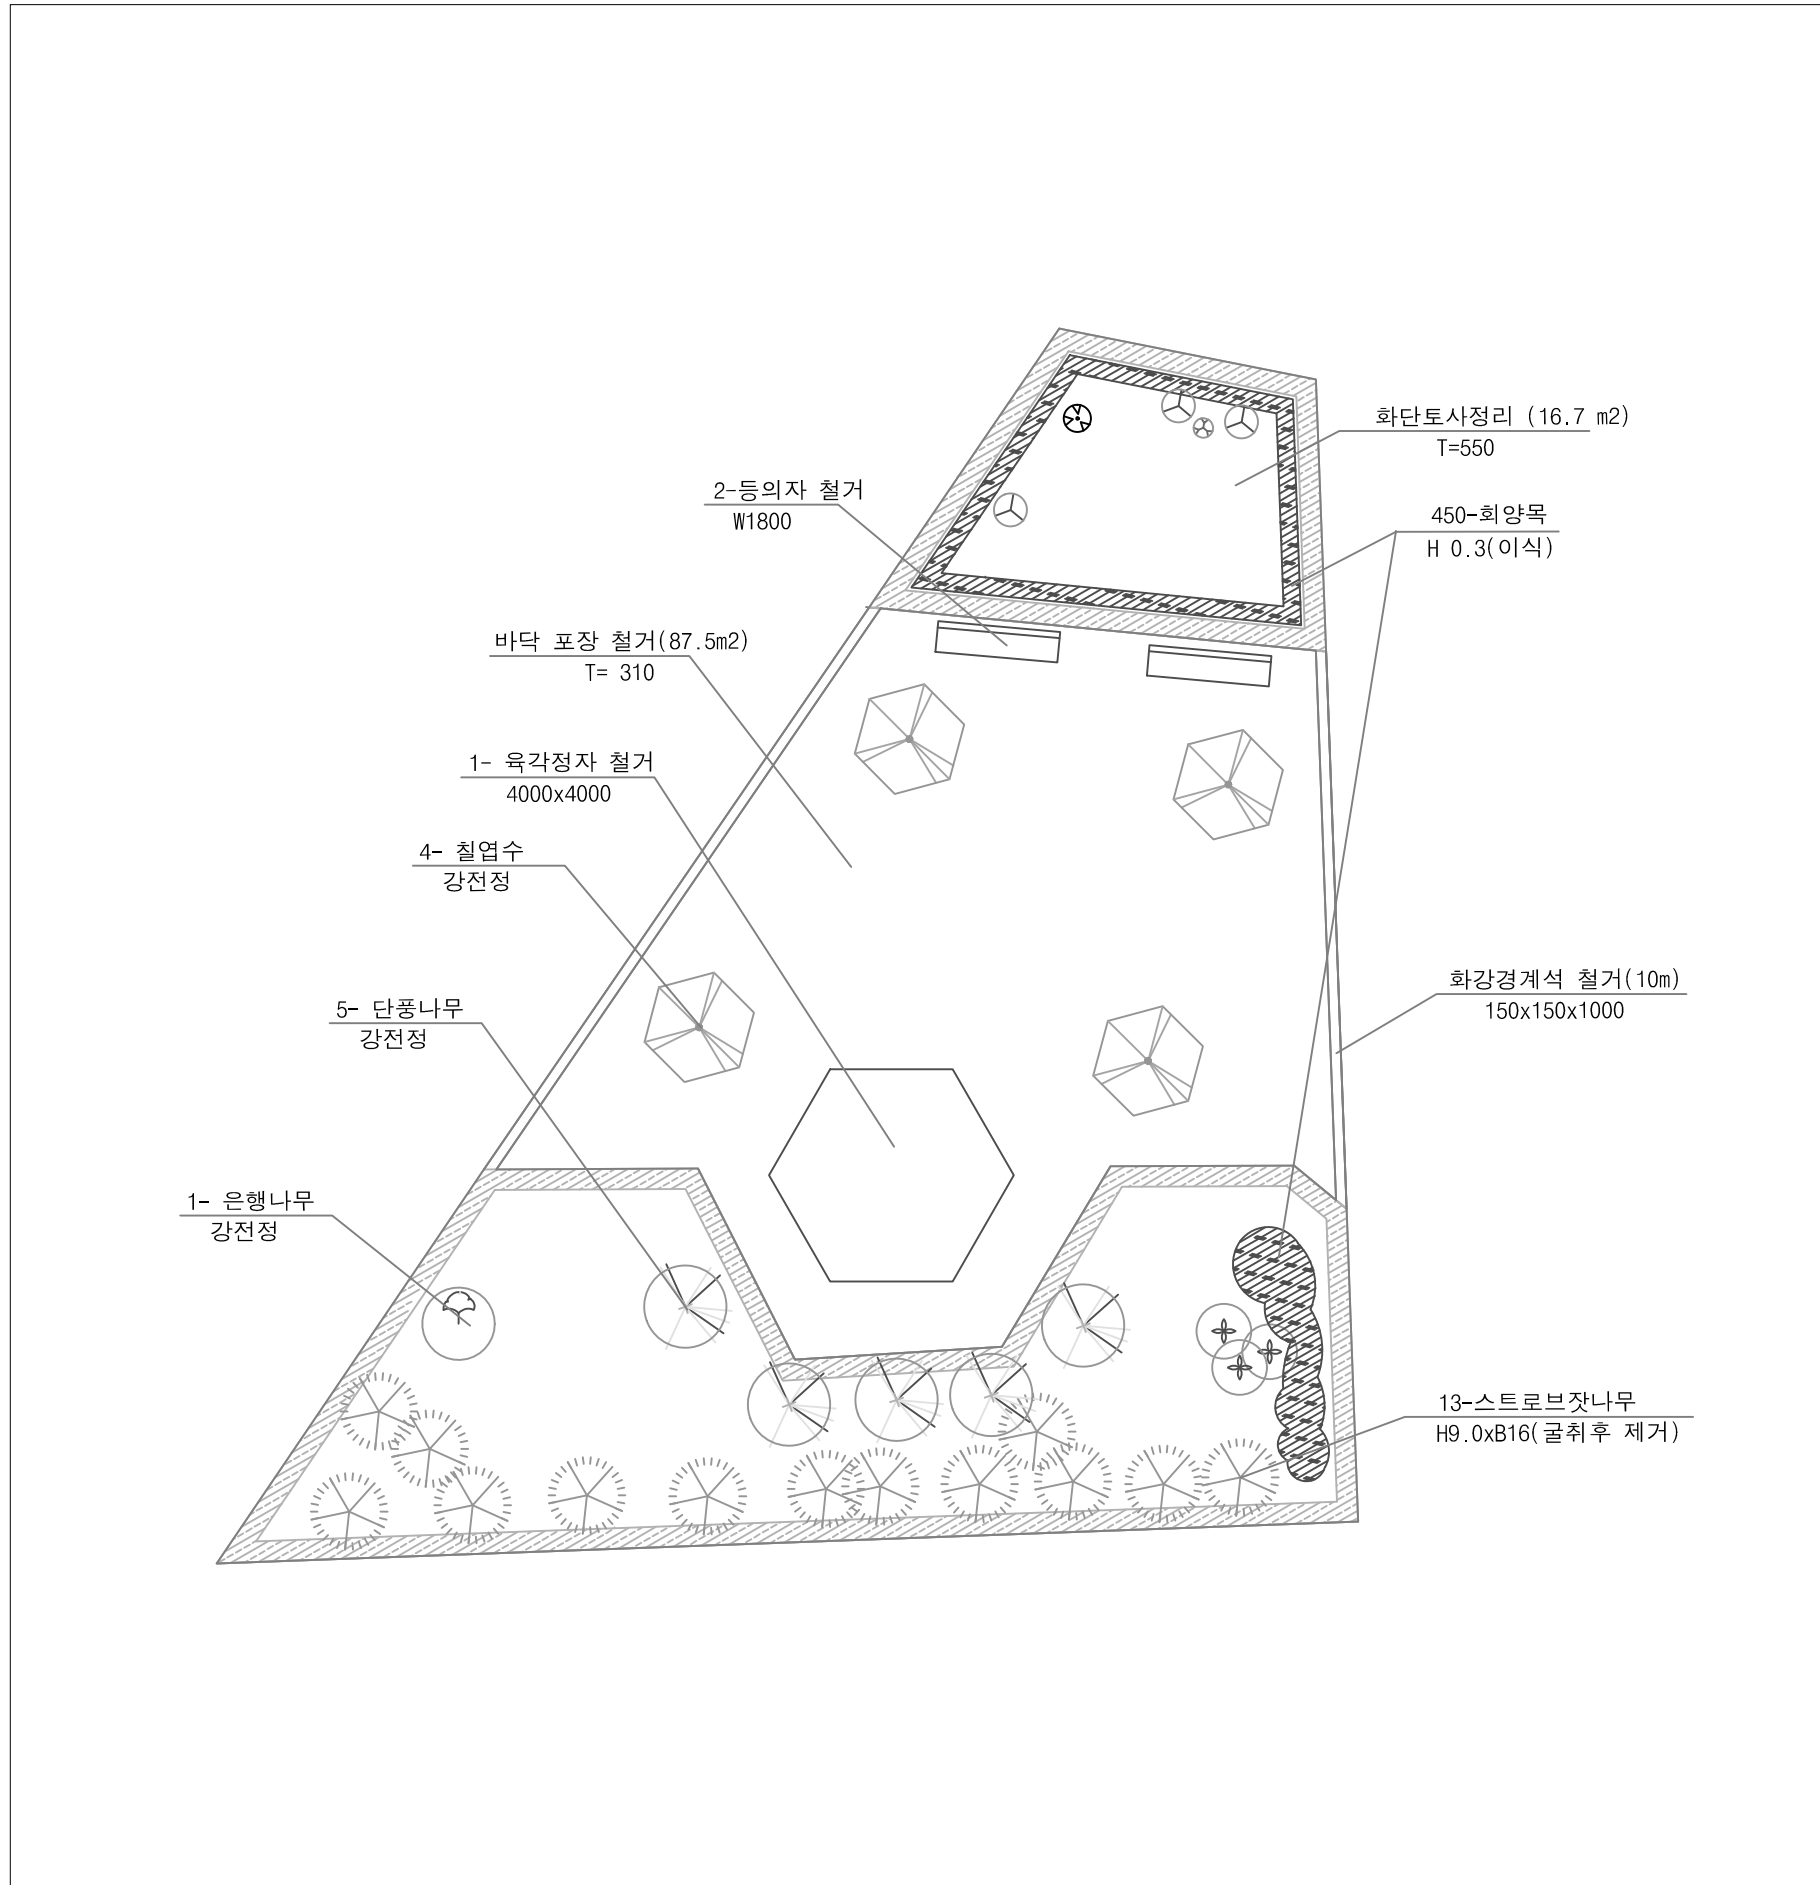 화단토사정리 (16.7 m2)
T=550
2-등의자 철거
W1800
450-회양목
H 0.3(이식)
바닥 포장 철거(87.5m2)
T= 310
1- 육각정자 철거
4000x4000
4- 칠엽수
강전정
화강경계석 철거(10m)
150x150x1000
5- 단풍나무
강전정
1- 은행나무
강전정
13-스트로브잣나무
H9.0xB16(굴취후 제거)